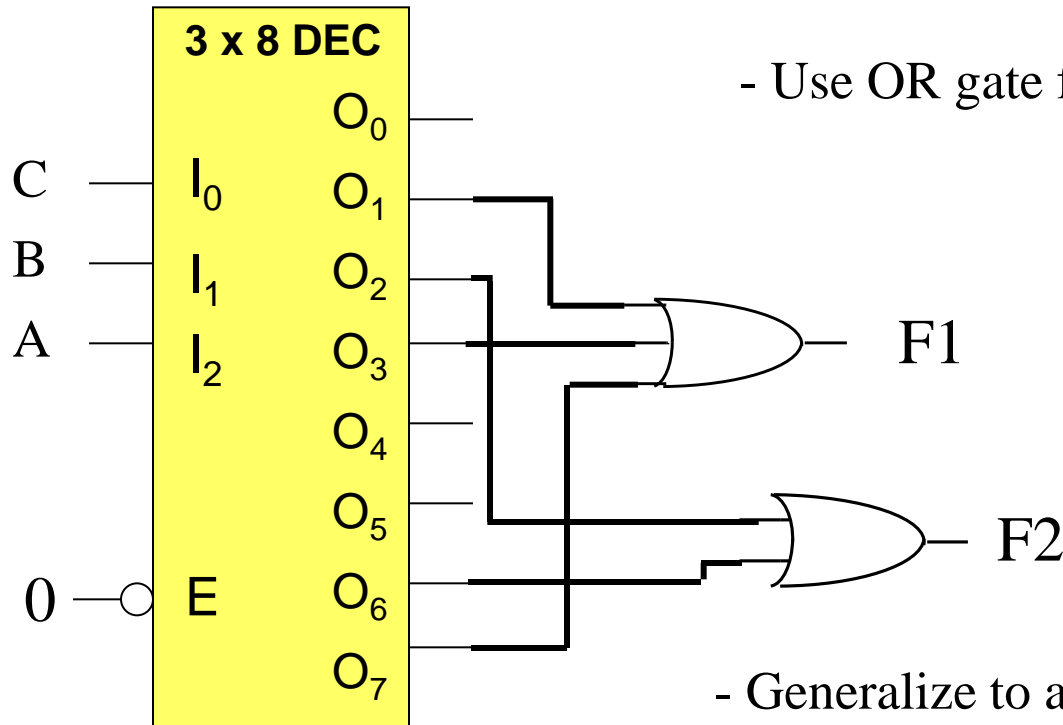 3 x 8 DEC
- Use OR gate
O0
C
I0
O1
B
I1
O2
A
I2
O3
F1
O4
O5
F2
0
E
O6
O7
- Generalize to a